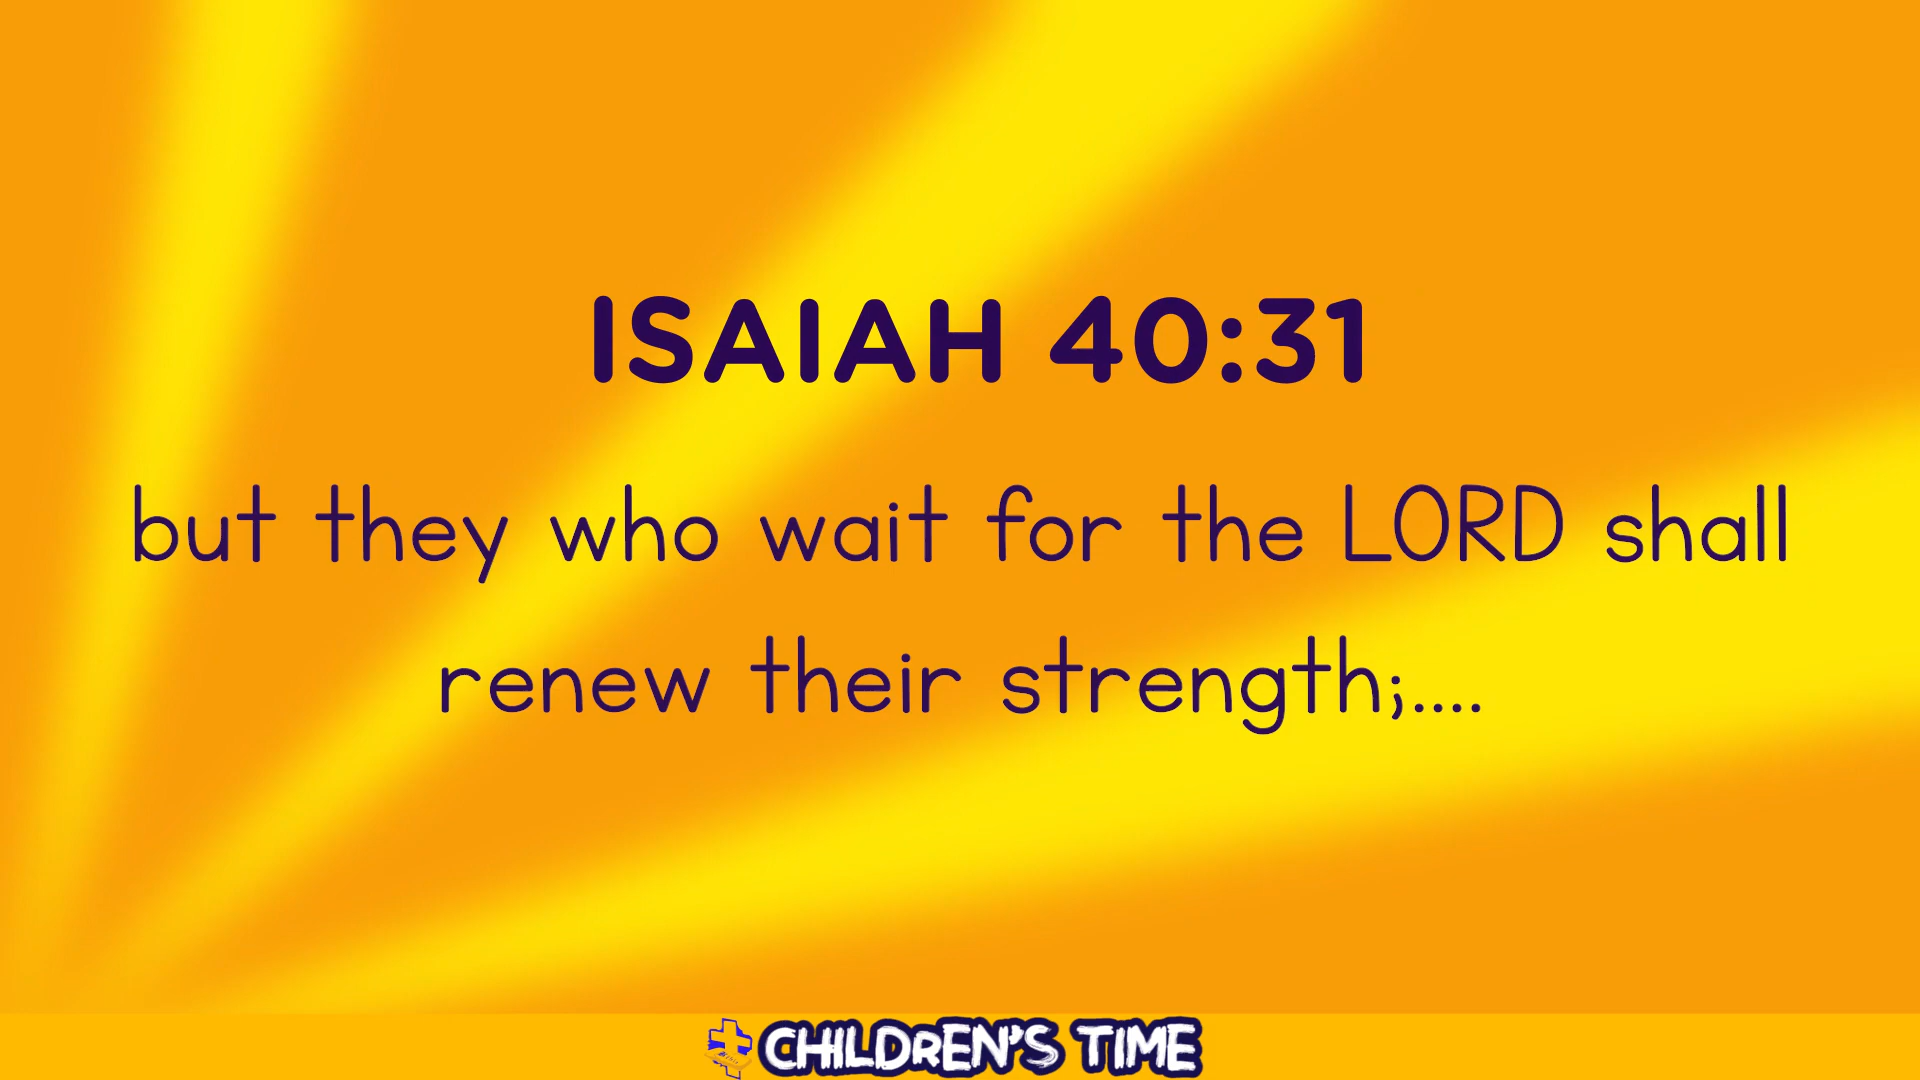 ISAIAH 40:31
but they who wait for the LORD shall
renew their strength;....
CHILDREN'S TIME